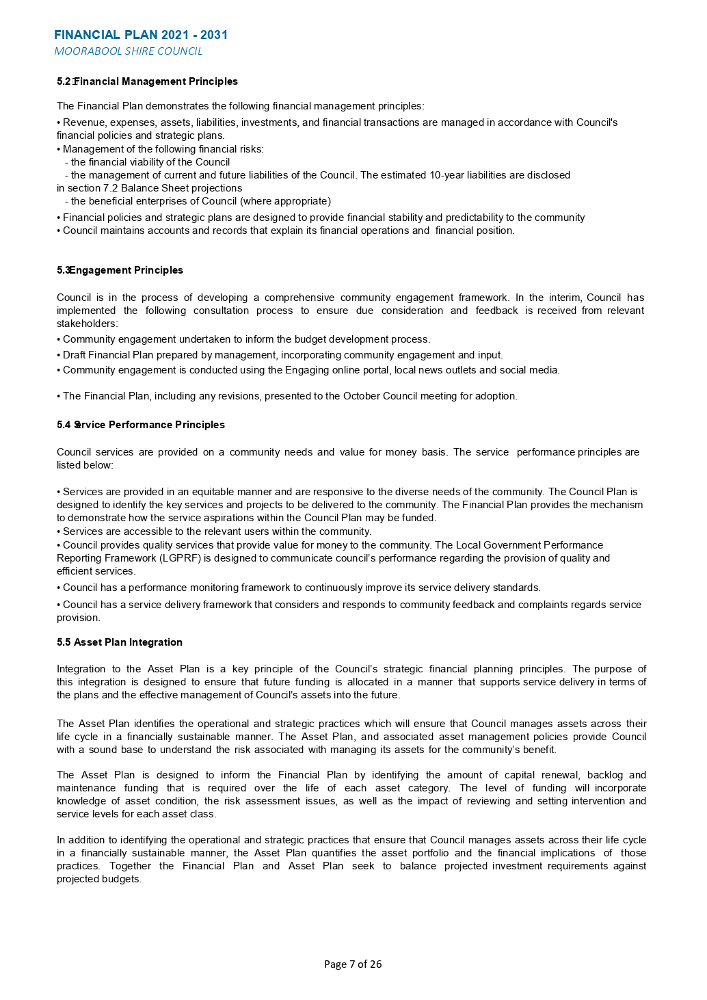 FINANCIAL PLAN 2021 - 2031
MOORABOOL SHIRE COUNCIL
5.2 Financial Management Principles
The Financial Plan demonstrates the following financial management principles:
• Revenue, expenses, assets, liabilities, investments, and financial transactions are managed in accordance with Council's
financial policies and strategic plans.
• Management of the following financial risks:
- the financial viability of the Council
- the management of current and future liabilities of the Council. The estimated 10-year liabilities are disclosed
in section 7.2 Balance Sheet projections
- the beneficial enterprises of Council (where appropriate)
• Financial policies and strategic plans are designed to provide financial stability and predictability to the community
• Council maintains accounts and records that explain its financial operations and financial position.
5.3 Engagement Principles
Council is in the process of developing a comprehensive community engagement framework. In the interim, Council has
implemented the following consultation process to ensure due consideration and feedback is received from relevant
stakeholders:
• Community engagement undertaken to inform the budget development process.
• Draft Financial Plan prepared by management, incorporating community engagement and input.
• Community engagement is conducted using the Engaging online portal, local news outlets and social media.
• The Financial Plan, including any revisions, presented to the October Council meeting for adoption.
5.4 Service Performance Principles
Council services are provided on a community needs and value for money basis. The service performance principles are
listed below:
• Services are provided in an equitable manner and are responsive to the diverse needs of the community. The Council Plan is
designed to identify the key services and projects to be delivered to the community. The Financial Plan provides the mechanism
to demonstrate how the service aspirations within the Council Plan may be funded.
• Services are accessible to the relevant users within the community.
• Council provides quality services that provide value for money to the community. The Local Government Performance
Reporting Framework (LGPRF) is designed to communicate council’s performance regarding the provision of quality and
efficient services.
• Council has a performance monitoring framework to continuously improve its service delivery standards.
• Council has a service delivery framework that considers and responds to community feedback and complaints regards service
provision.
5.5 Asset Plan Integration
Integration to the Asset Plan is a key principle of the Council’s strategic financial planning principles. The purpose of
this integration is designed to ensure that future funding is allocated in a manner that supports service delivery in terms of
the plans and the effective management of Council’s assets into the future.
The Asset Plan identifies the operational and strategic practices which will ensure that Council manages assets across their
life cycle in a financially sustainable manner. The Asset Plan, and associated asset management policies provide Council
with a sound base to understand the risk associated with managing its assets for the community’s benefit.
The Asset Plan is designed to inform the Financial Plan by identifying the amount of capital renewal, backlog and
maintenance funding that is required over the life of each asset category. The level of funding will incorporate
knowledge of asset condition, the risk assessment issues, as well as the impact of reviewing and setting intervention and
service levels for each asset class.
In addition to identifying the operational and strategic practices that ensure that Council manages assets across their life cycle
in a financially sustainable manner, the Asset Plan quantifies the asset portfolio and the financial implications of those
practices. Together the Financial Plan and Asset Plan seek to balance projected investment requirements against
projected budgets.
Page 7 of 26